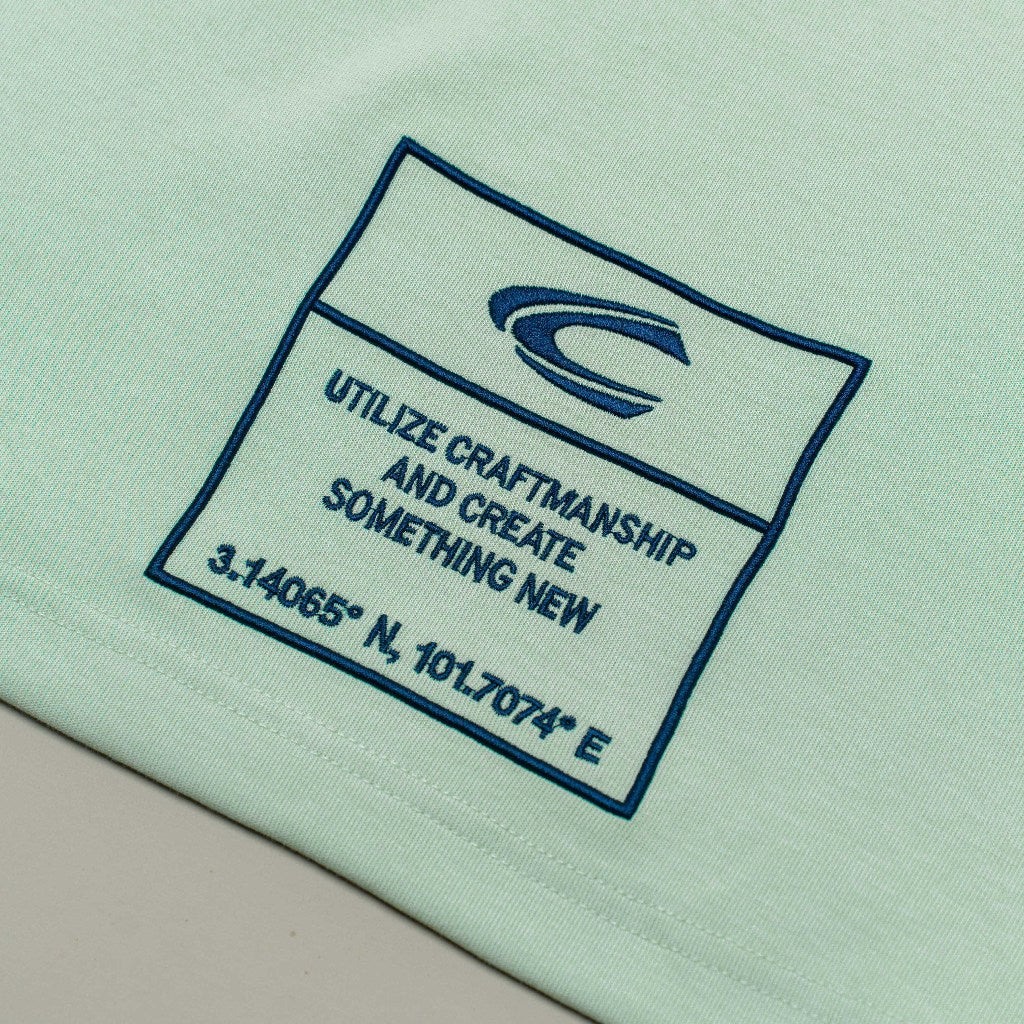 UTILIZE CRAFTMANSHIP
AND CREATE
SOMETHING NEW
3.14065° N, 101.7074° E